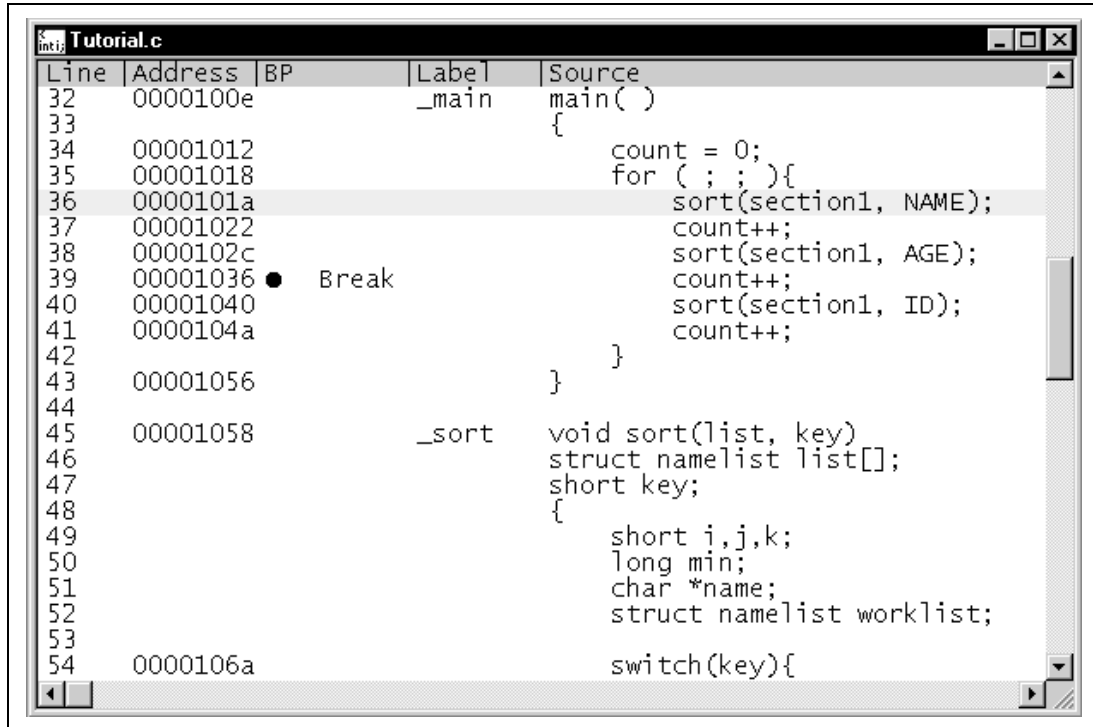 inti; Tutorial.c
Line |Address |BP |Label |Source
32 0000100e _main main( )
33 {
34 00001012 count = 0;
35 00001018 for ( ; ; ){
36 0000101a sort(section1, NAME);
37 00001022 count++;
38 0000102c sort(section1, AGE);
39 00001036 ● Break count++;
40 00001040 sort(section1, ID);
41 0000104a count++;
42 }
43 00001056 }
44
45 00001058 _sort void sort(list, key)
46 struct namelist list[];
47 short key;
48 {
49 short i,j,k;
50 long min;
51 char *name;
52 struct namelist worklist;
53
54 0000106a switch(key){